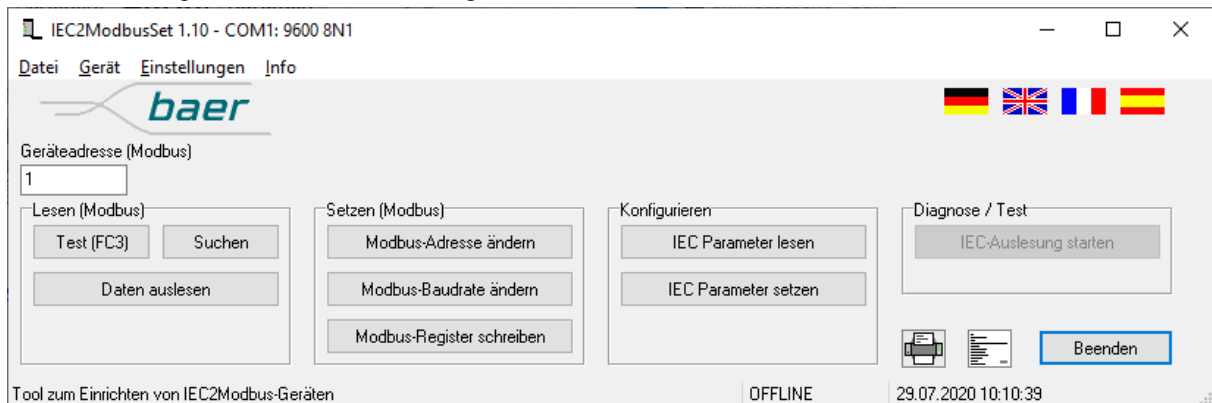 IEC2ModbusSet 1.10 - COM1: 9600 8N1
Datei Gerät Einstellungen Info
baer
Geräteadresse (Modbus)
1
Lesen (Modbus) Setzen (Modbus) Konfigurieren Diagnose / Test
Test (FC3) Suchen Modbus-Adresse ändern IEC Parameter lesen IEC-Auslesung starten
Daten auslesen Modbus-Baudrate ändern IEC Parameter setzen
Modbus-Register schreiben Beenden
Tool zum Einrichten von IEC2Modbus-Geräten OFFLINE 29.07.2020 10:10:39